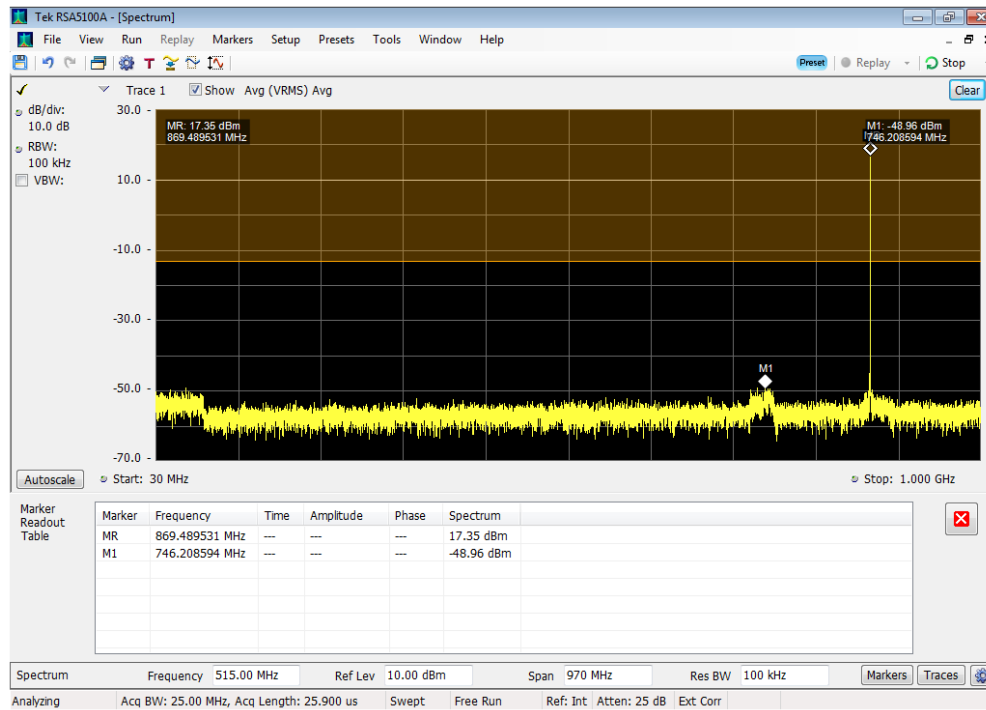 Tek RSA5100A - [Spectrum]
File View Run Replay Markers Setup Presets Tools Window Help
T Preset Replay Stop
Trace 1 Show Avg (VRMS) Avg Clear
dB/div:
10.0 dB
RBW:
100 kHz
VBW:
30.0
10.0
-10.0
-30.0
-50.0
-70.0
MR: 17.35 dBm
869.489531 MHz
M1: -48.96 dBm
746.208594 MHz
M1
Autoscale Start: 30 MHz Stop: 1.000 GHz
Marker
Readout
Table
Marker Frequency Time Amplitude Phase Spectrum
MR 869.489531 MHz --- --- --- 17.35 dBm
M1 746.208594 MHz --- --- --- -48.96 dBm
Spectrum Frequency 515.00 MHz Ref Lev 10.00 dBm Span 970 MHz Res BW 100 kHz Markers Traces
Analyzing Acq BW: 25.00 MHz, Acq Length: 25.900 us Swept Free Run Ref: Int Atten: 25 dB Ext Corr